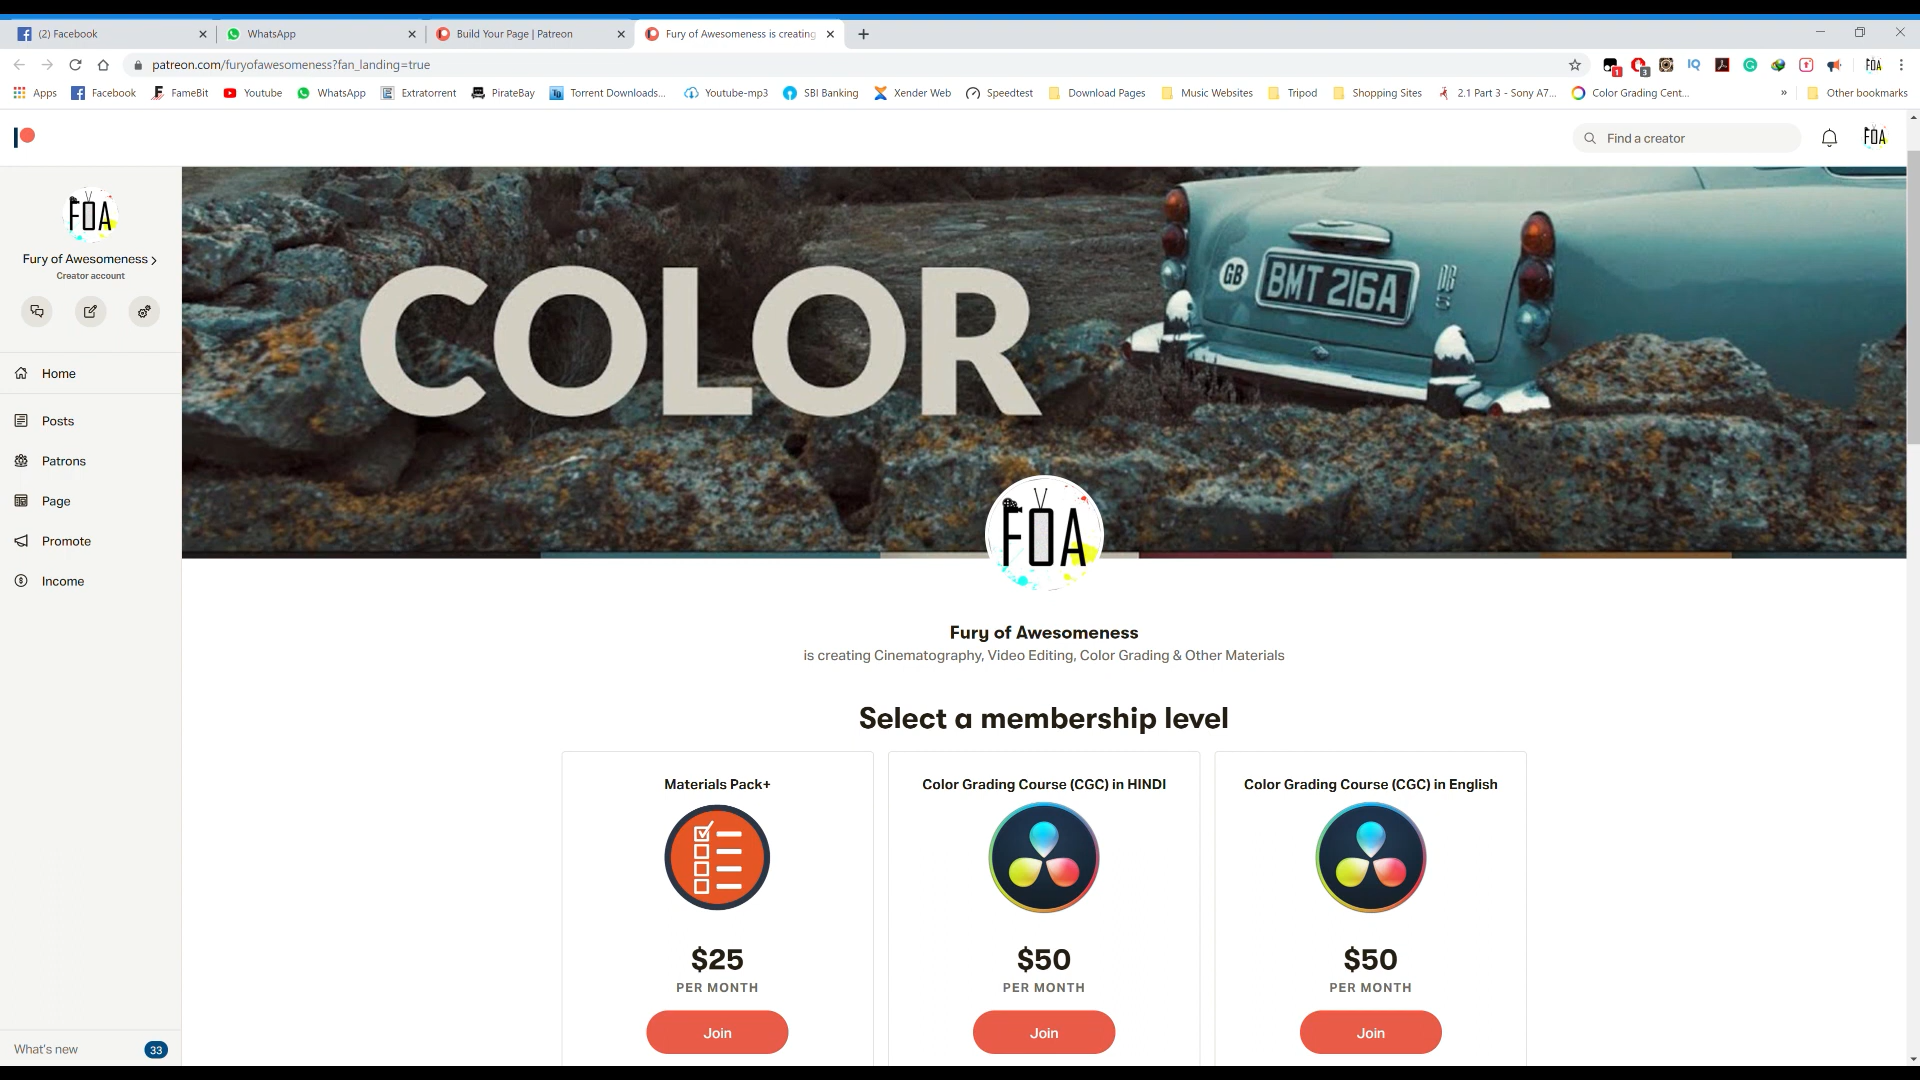 (2) Facebook
WhatsApp
Build Your Page | Patreon
Fury of Awesomeness is creating
patreon.com/furyofawesomeness?fan_landing=true
1
3
IQ
FOA
Apps
Facebook
FameBit
Youtube
WhatsApp
Extratorrent
PirateBay
Torrent Downloads...
Youtube-mp3
SBI Banking
Xender Web
Speedtest
Download Pages
Music Websites
Tripod
Shopping Sites
2.1 Part 3 - Sony A7...
Color Grading Cent...
»
Other bookmarks
Find a creator
FOA
FOA
Fury of Awesomeness
Creator account
Home
Posts
Patrons
Page
Promote
Income
What's new
33
COLOR
GB
BMT 216A
FOA
Fury of Awesomeness
is creating Cinematography, Video Editing, Color Grading & Other Materials
Select a membership level
Materials Pack+
$25
PER MONTH
Join
Color Grading Course (CGC) in HINDI
$50
PER MONTH
Join
Color Grading Course (CGC) in English
$50
PER MONTH
Join